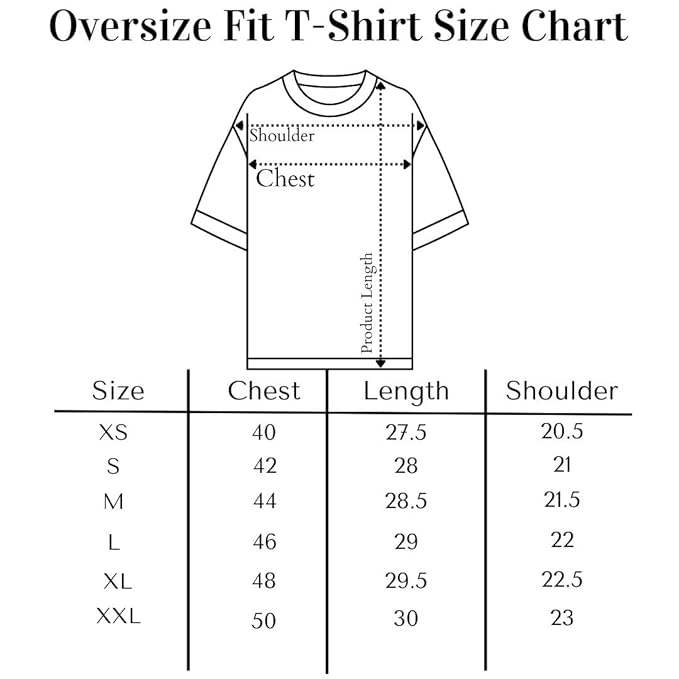 Oversize Fit T-Shirt Size Chart
Shoulder
Chest
Product Length
Size Chest Length Shoulder
XS 40 27.5 20.5
S 42 28 21
M 44 28.5 21.5
L 46 29 22
XL 48 29.5 22.5
XXL 50 30 23